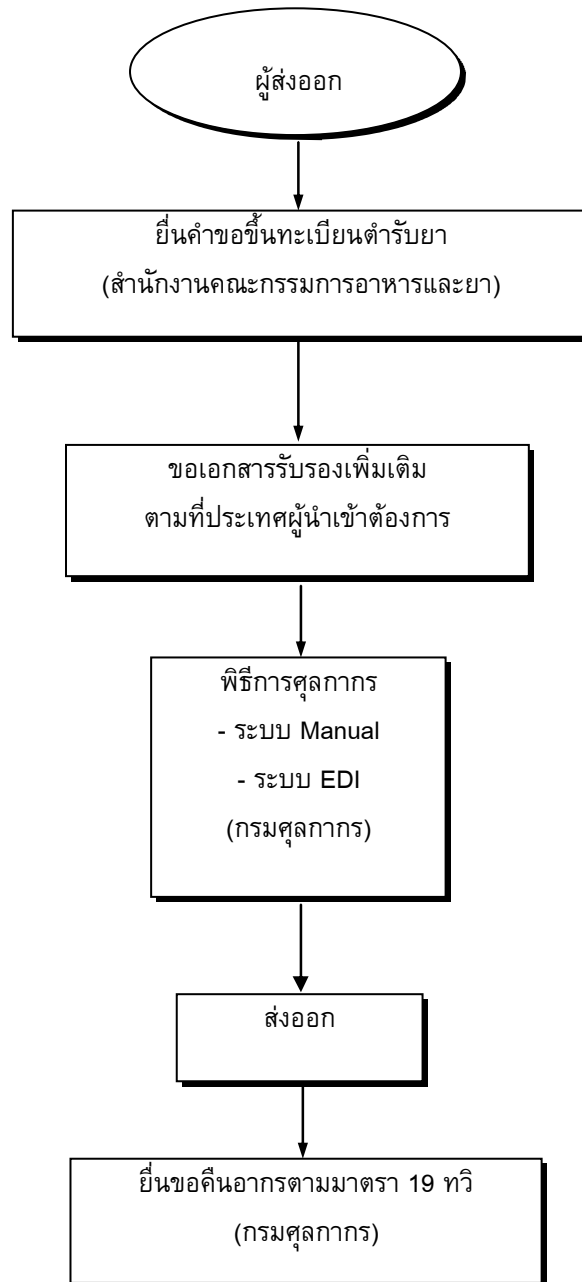 ผู้ส่งออก
ยื่นคำขอขึ้นทะเบียนตำรับยา
(สำนักงานคณะกรรมการอาหารและยา)
ขอเอกสารรับรองเพิ่มเติม
ตามที่ประเทศผู้นำเข้าต้องการ
พิธีการศุลกากร
- ระบบ Manual
- ระบบ EDI
(กรมศุลกากร)
ส่งออก
ยื่นขอคืนอากรตามมาตรา 19 ทวิ
(กรมศุลกากร)